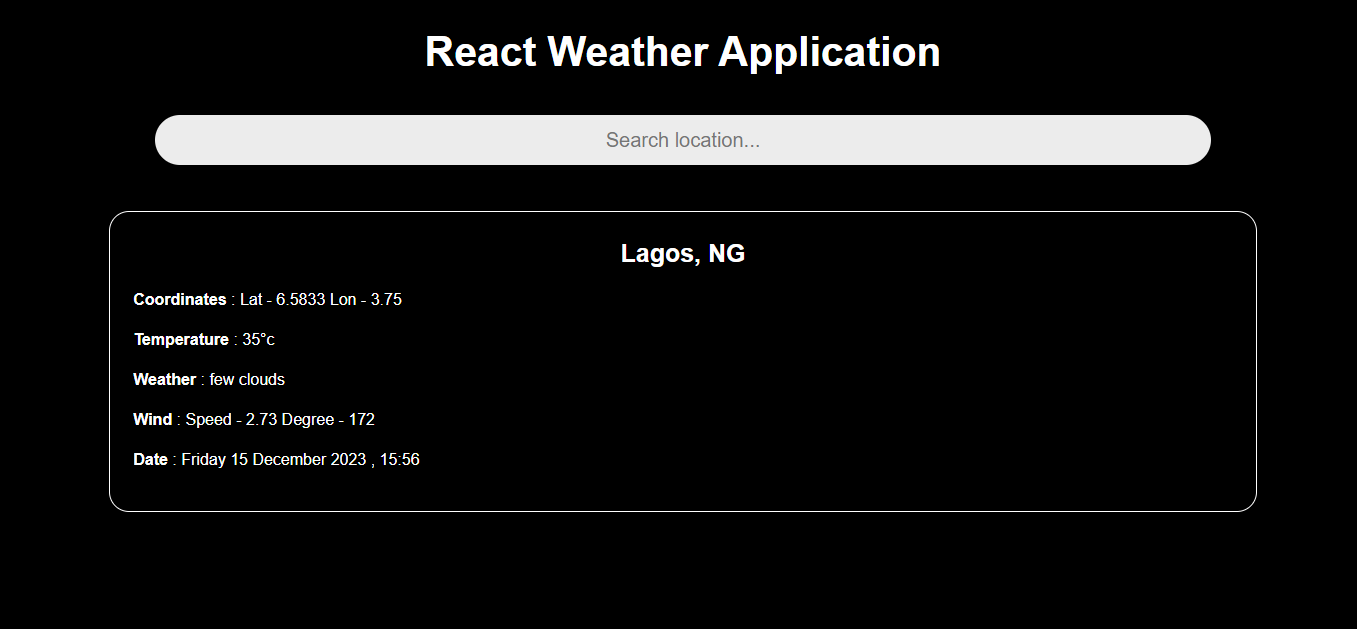 React Weather Application
Search location...
Lagos, NG
Coordinates : Lat - 6.5833 Lon - 3.75
Temperature : 35°c
Weather : few clouds
Wind : Speed - 2.73 Degree - 172
Date : Friday 15 December 2023 , 15:56